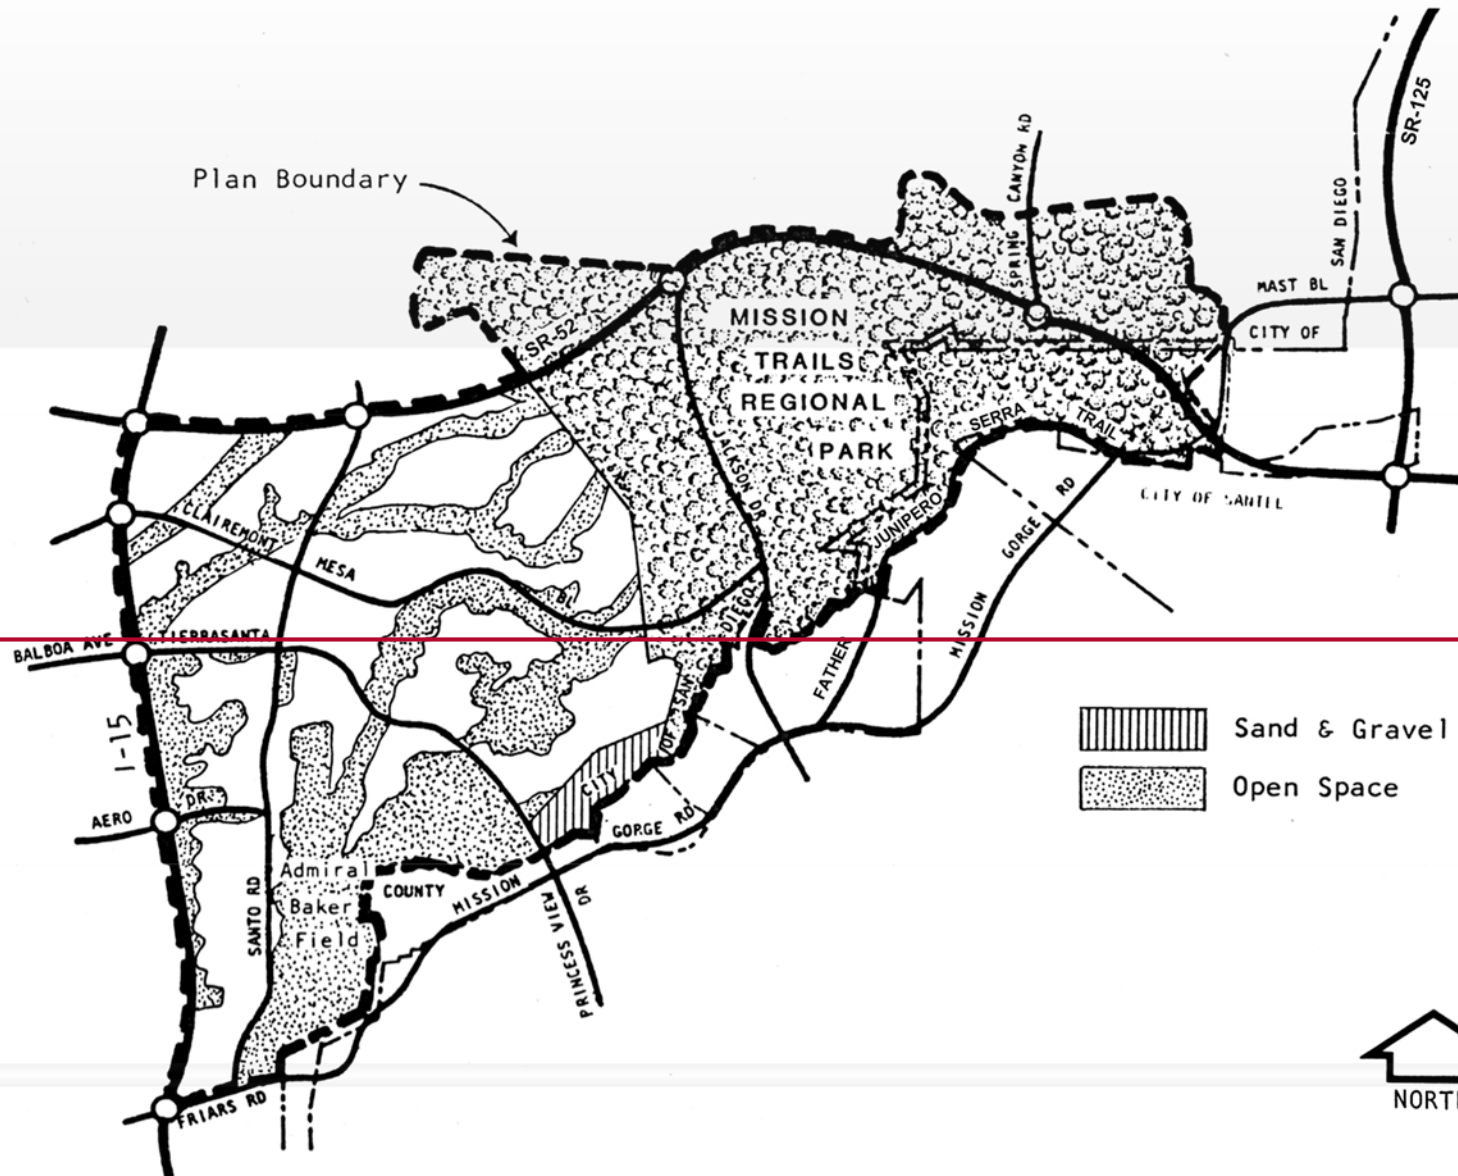 Plan Boundary
SPRING CANYON RD
SAN DIEGO
SR-125
MAST BL
CITY OF
SR-52
MISSION
TRAILS
REGIONAL
PARK
SERRA
TRAIL
JUNIPERO
FATHER
JACKSON DR
CLAIREMONT
MESA
BL
CITY OF SANTEE
MISSION
GORGE
RD
BALBOA AVE
TIERRASANTA
I-15
AERO
DR.
SANTO RD
CITY
OF
SAN
DIEGO
GORGE
RD
MISSION
COUNTY
PRINCESS VIEW
DR
Admiral
Baker
Field
FRIARS RD
Sand & Gravel
Open Space
NORTH